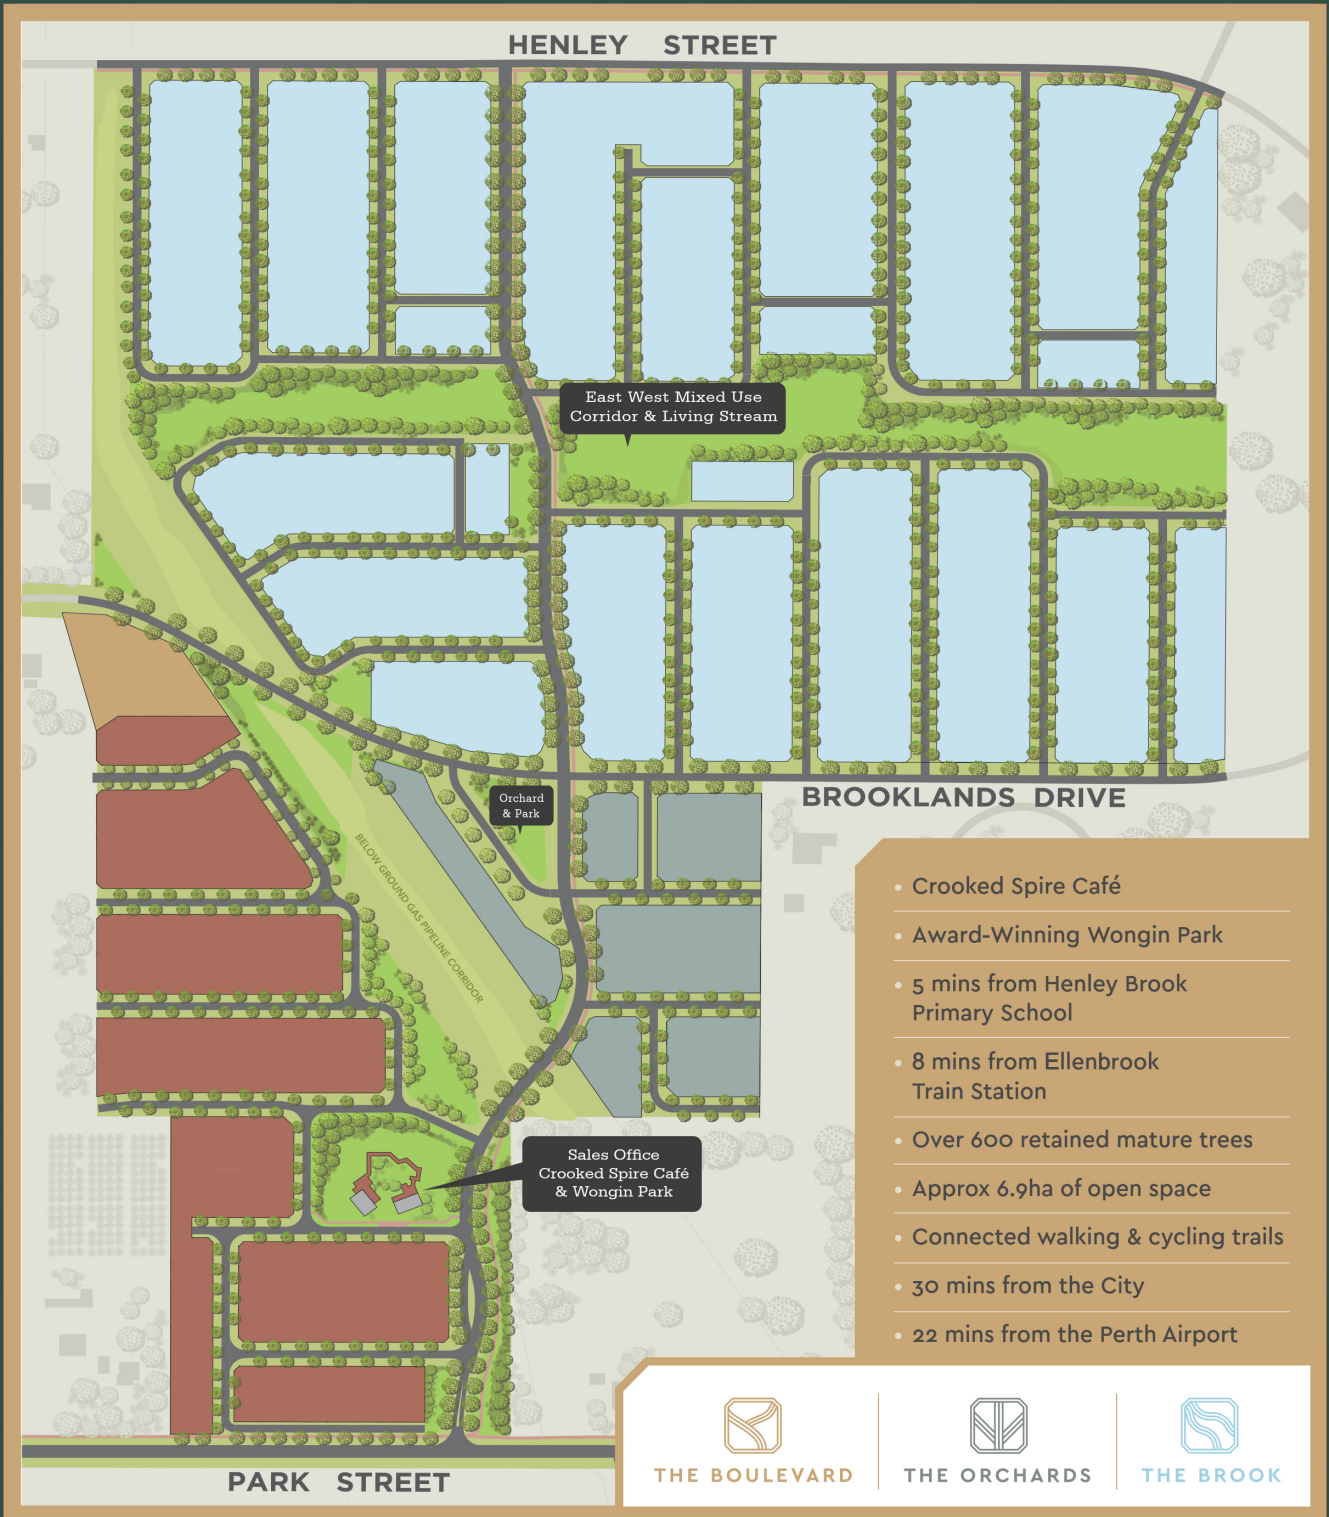 HENLEY STREET
East West Mixed Use
Corridor & Living Stream
Orchard
& Park
BROOKLANDS DRIVE
BELOW GROUND GAS PIPELINE CORRIDOR
• Crooked Spire Café
• Award-Winning Wongin Park
• 5 mins from Henley Brook
Primary School
• 8 mins from Ellenbrook
Train Station
• Over 600 retained mature trees
• Approx 6.9ha of open space
• Connected walking & cycling trails
• 30 mins from the City
• 22 mins from the Perth Airport
Sales Office
Crooked Spire Café
& Wongin Park
PARK STREET
THE BOULEVARD
THE ORCHARDS
THE BROOK